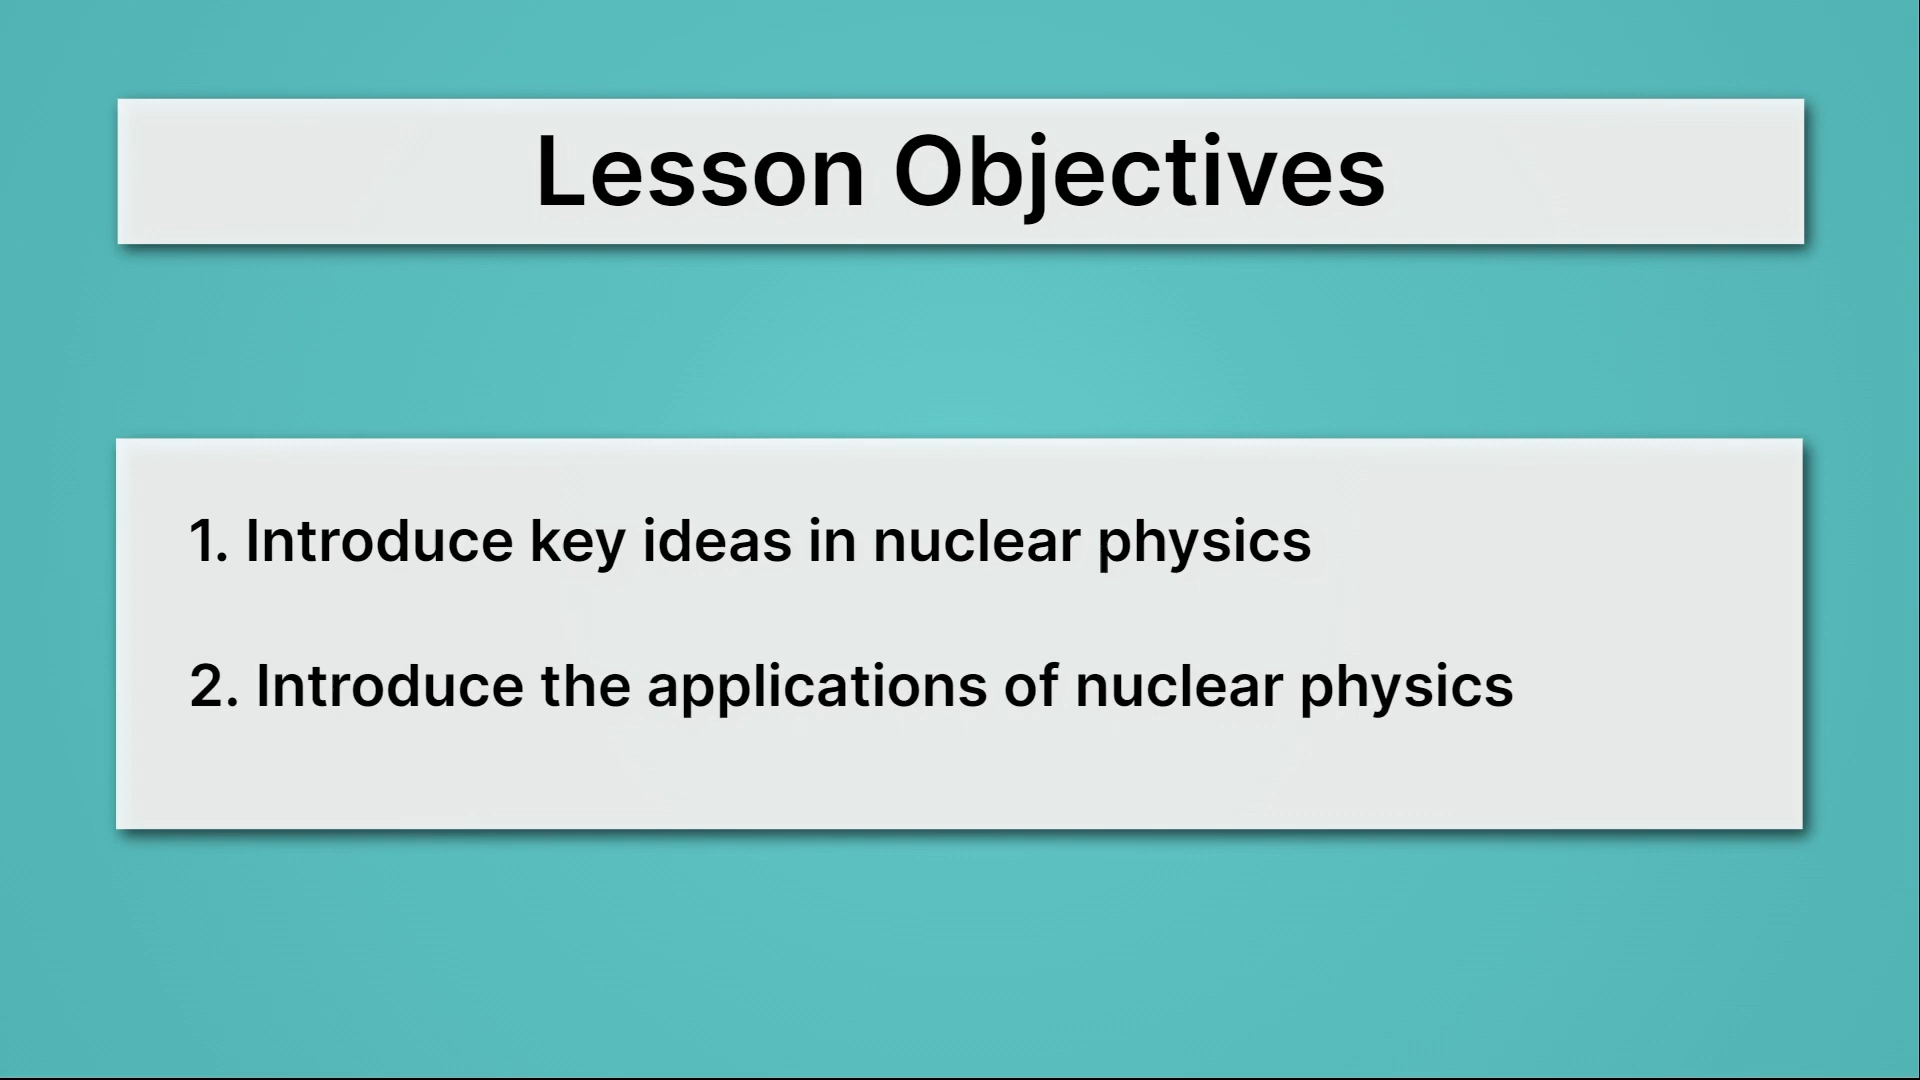 Lesson Objectives
1. Introduce key ideas in nuclear physics
2. Introduce the applications of nuclear physics